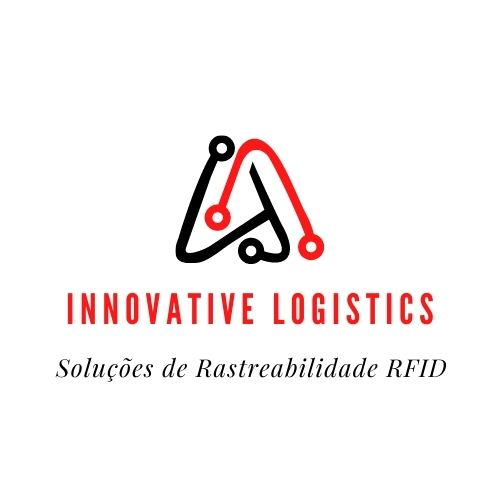 INNOVATIVE LOGISTICS
Soluções de Rastreabilidade RFID